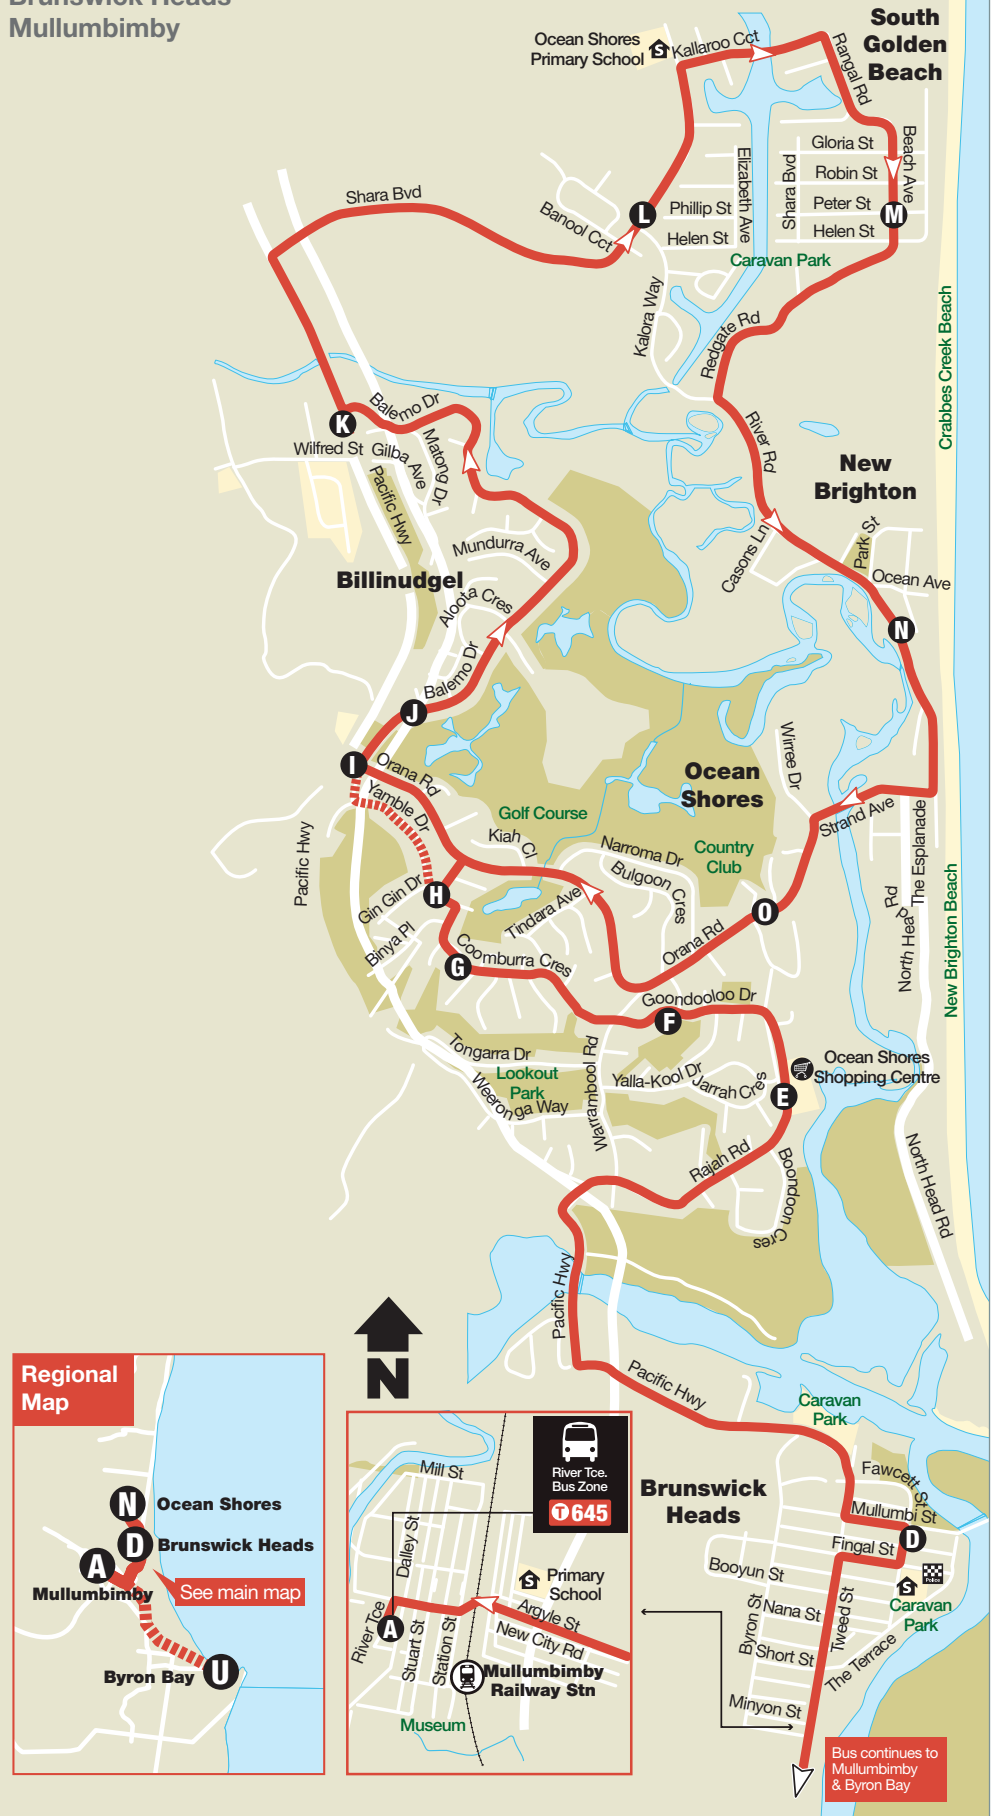 Brunswick Heads
Mullumbimby
South
Golden
Beach
Ocean Shores
Primary School
S
Kallaroo Cct
Rangal Rd
Gloria St
Robin St
Peter St
Helen St
Beach Ave
Shara Bvd
Elizabeth Ave
M
Shara Bvd
Banool Cct
L
Phillip St
Helen St
Caravan Park
Kalora Way
Redgate Rd
Crabbes Creek Beach
River Rd
K
Balemo Dr
Wilfred St
Gilba Ave
Matong Dr
Pacific Hwy
New
Brighton
Casons Ln
Park St
Ocean Ave
N
Mundurra Ave
Billinudgel
Aloota Cres
Balemo Dr
J
I
Orana Rd
Yamble Dr
Wirree Dr
Ocean
Shores
Golf Course
Country
Club
Strand Ave
Kiah Cl
Narroma Dr
Bulgoon Cres
Pacific Hwy
The Esplanade
North Head Rd
New Brighton Beach
Gin Gin Dr
H
Tindara Ave
O
Orana Rd
Binya Pl
G
Coomburra Cres
Goondooloo Dr
F
Tongarra Dr
Lookout
Park
Weeronga Way
Warrambool Rd
Yalla-Kool Dr
Jarrah Cres
Ocean Shores
Shopping Centre
E
Rajah Rd
Boondoon Cres
North Head Rd
Pacific Hwy
N
Pacific Hwy
Caravan
Park
Regional
Map
N
Ocean Shores
D
Brunswick Heads
A
Mullumbimby
See main map
Byron Bay
U
Mill St
Dalley St
River Tce.
Bus Zone
T 645
S
Primary
School
River Tce
A
Stuart St
Station St
Argyle St
New City Rd
Mullumbimby
Railway Stn
Museum
Brunswick
Heads
Fawcett St.
Mullumbi St
D
Fingal St
Police
S
Caravan
Park
Booyun St
Byron St
Nana St
Short St
Tweed St
The Terrace
Minyon St
Bus continues to
Mullumbimby
& Byron Bay